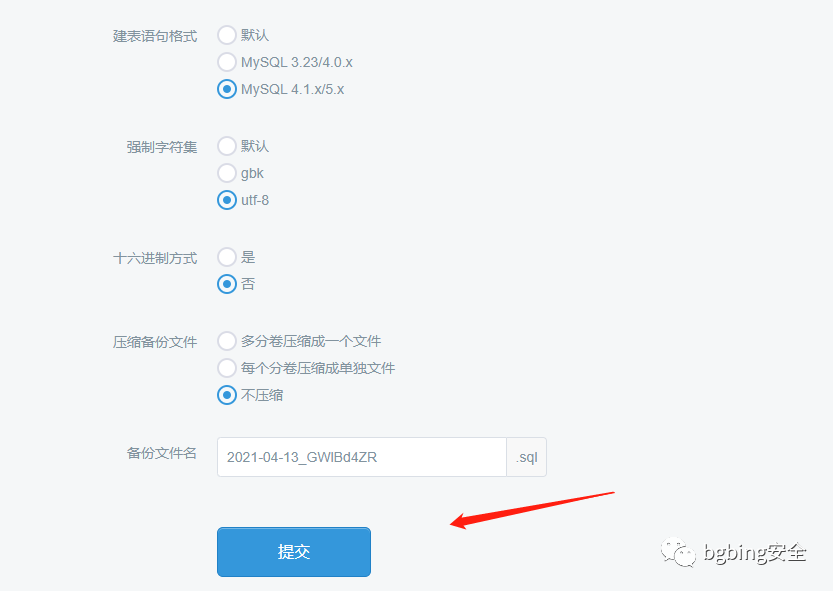 建表语句格式 默认
MySQL 3.23/4.0.x
MySQL 4.1.x/5.x
强制字符集 默认
gbk
utf-8
十六进制方式 是
否
压缩备份文件 多分卷压缩成一个文件
每个分卷压缩成单独文件
不压缩
备份文件名 2021-04-13_GWlBd4ZR .sql
提交
bgbing安全